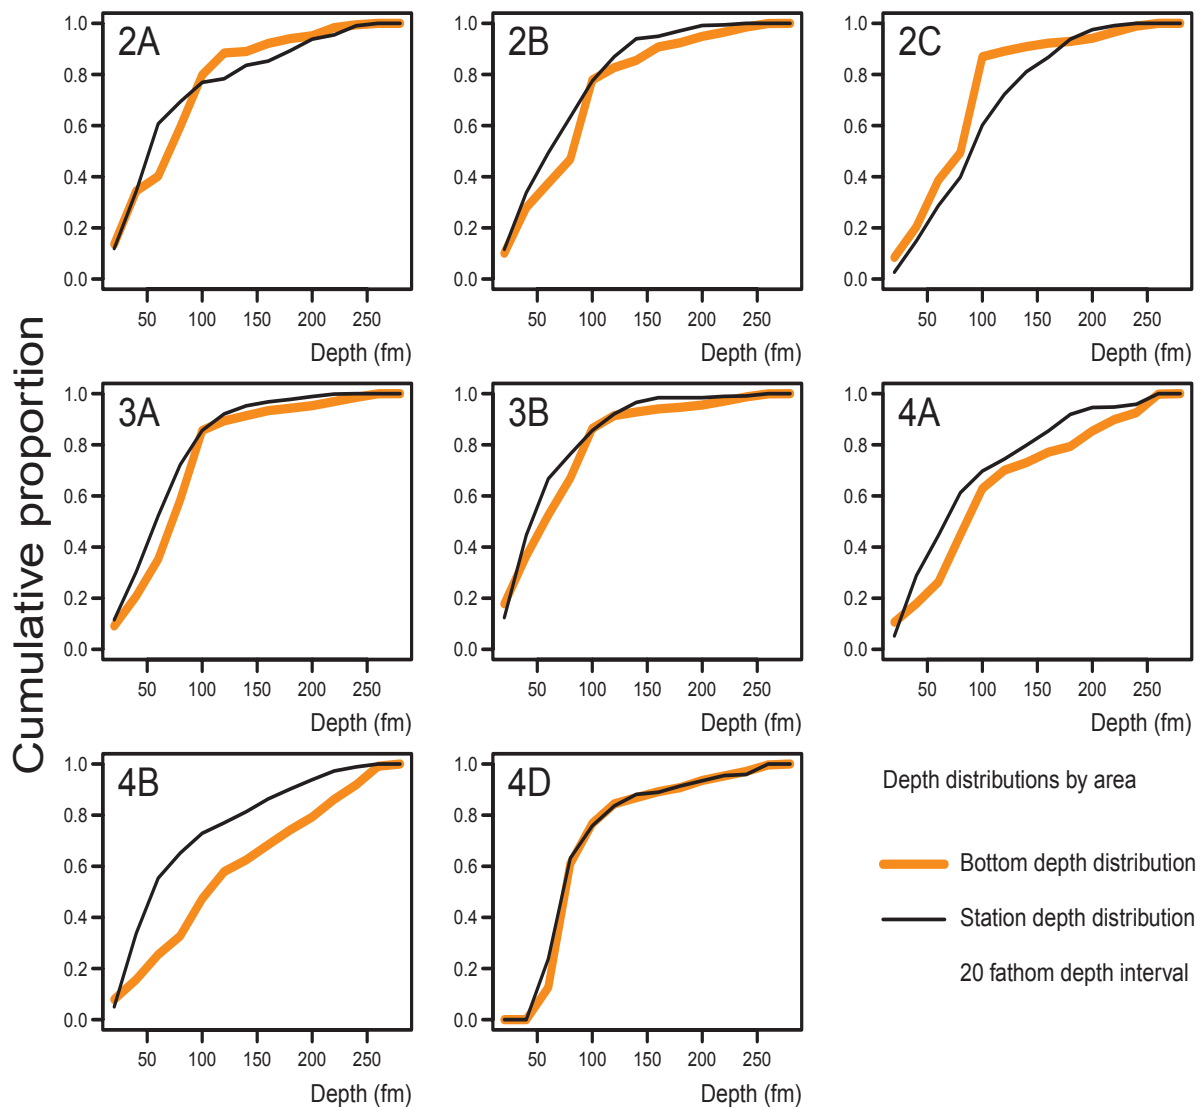 Cumulative proportion
2A
1.0
0.8
0.6
0.4
0.2
0.0
50 100 150 200 250
Depth (fm)
2B
1.0
0.8
0.6
0.4
0.2
0.0
50 100 150 200 250
Depth (fm)
2C
1.0
0.8
0.6
0.4
0.2
0.0
50 100 150 200 250
Depth (fm)
3A
1.0
0.8
0.6
0.4
0.2
0.0
50 100 150 200 250
Depth (fm)
3B
1.0
0.8
0.6
0.4
0.2
0.0
50 100 150 200 250
Depth (fm)
4A
1.0
0.8
0.6
0.4
0.2
0.0
50 100 150 200 250
Depth (fm)
4B
1.0
0.8
0.6
0.4
0.2
0.0
50 100 150 200 250
Depth (fm)
4D
1.0
0.8
0.6
0.4
0.2
0.0
50 100 150 200 250
Depth (fm)
Depth distributions by area
Bottom depth distribution
Station depth distribution
20 fathom depth interval